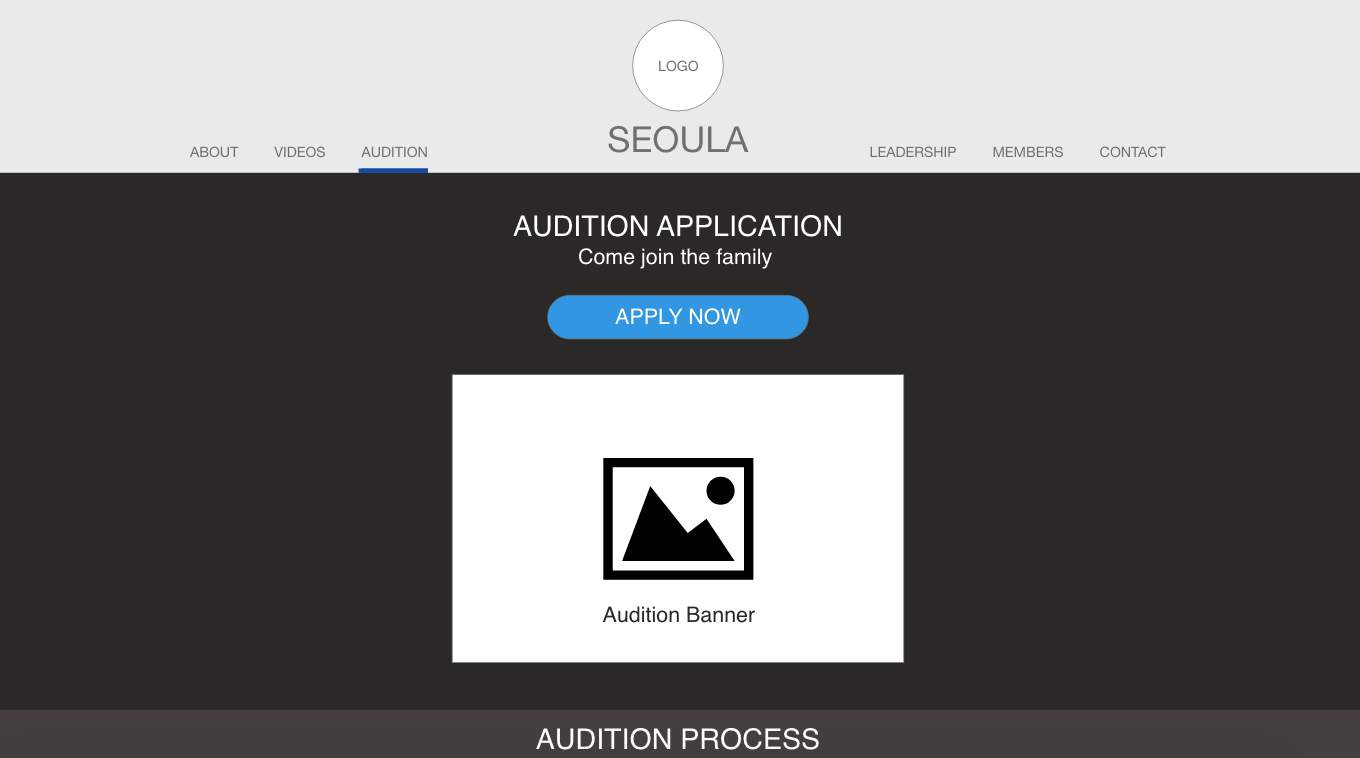 LOGO
SEOULA
ABOUT VIDEOS AUDITION LEADERSHIP MEMBERS CONTACT
AUDITION APPLICATION
Come join the family
APPLY NOW
Audition Banner
AUDITION PROCESS